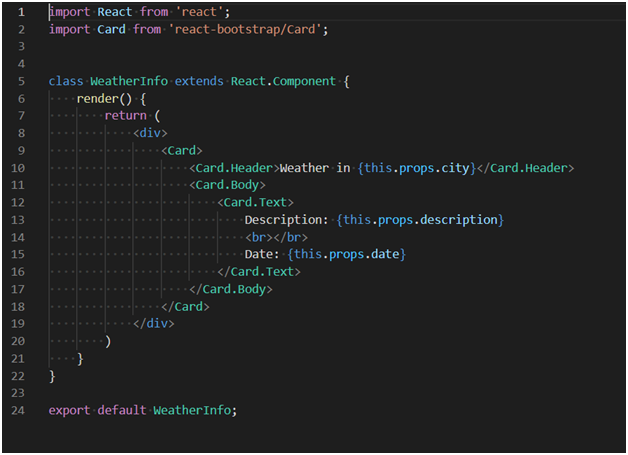 1 import React from 'react';
2 import Card from 'react-bootstrap/Card';
3
4
5 class WeatherInfo extends React.Component {
6     render() {
7         return (
8             <div>
9                 <Card>
10                     <Card.Header>Weather in {this.props.city}</Card.Header>
11                     <Card.Body>
12                         <Card.Text>
13                             Description: {this.props.description}
14                             <br></br>
15                             Date: {this.props.date}
16                         </Card.Text>
17                     </Card.Body>
18                 </Card>
19             </div>
20         )
21     }
22 }
23
24 export default WeatherInfo;